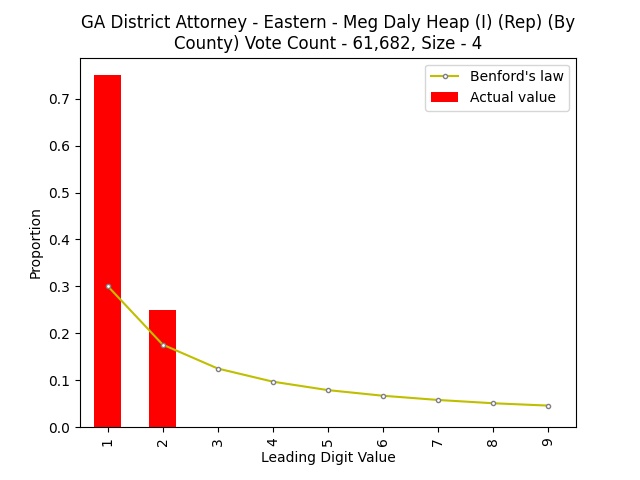 GA District Attorney - Eastern - Meg Daly Heap (I) (Rep) (By
County) Vote Count - 61,682, Size - 4
Benford's law
Actual value
0.7
0.6
0.5
0.4
0.3
0.2
0.1
0.0
Proportion
1 2 3 4 5 6 7 8 9
Leading Digit Value